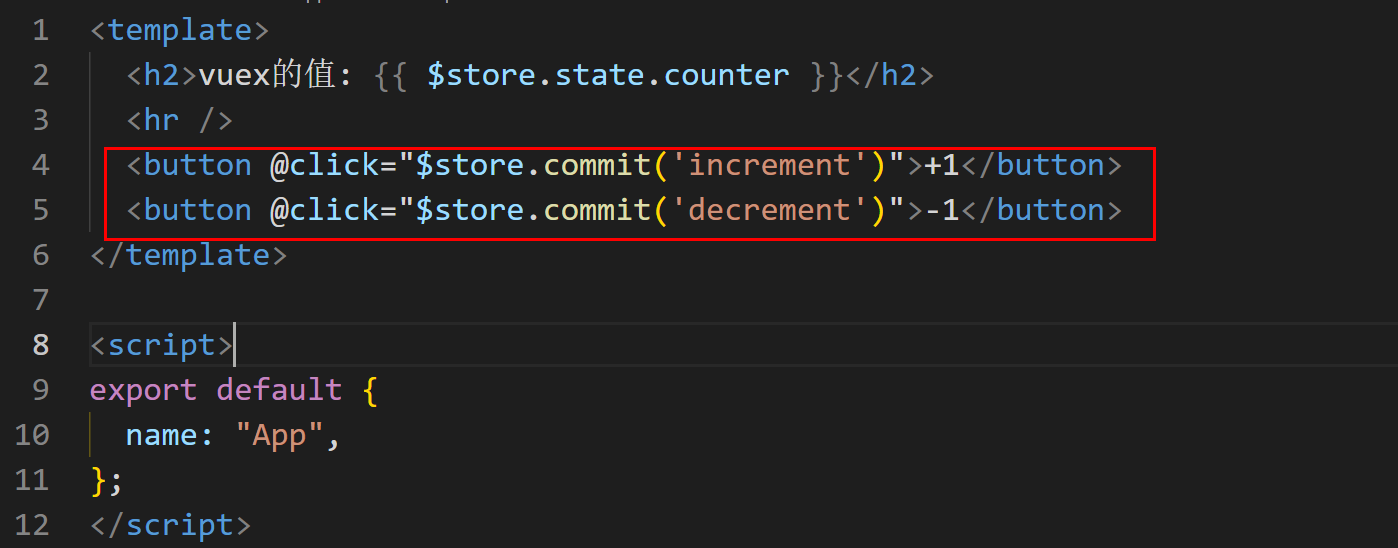 1 <template>
2 <h2>vuex的值: {{ $store.state.counter }}</h2>
3 <hr />
4 <button @click="$store.commit('increment')">+1</button>
5 <button @click="$store.commit('decrement')">-1</button>
6 </template>
7
8 <script>
9 export default {
10 name: "App",
11 };
12 </script>